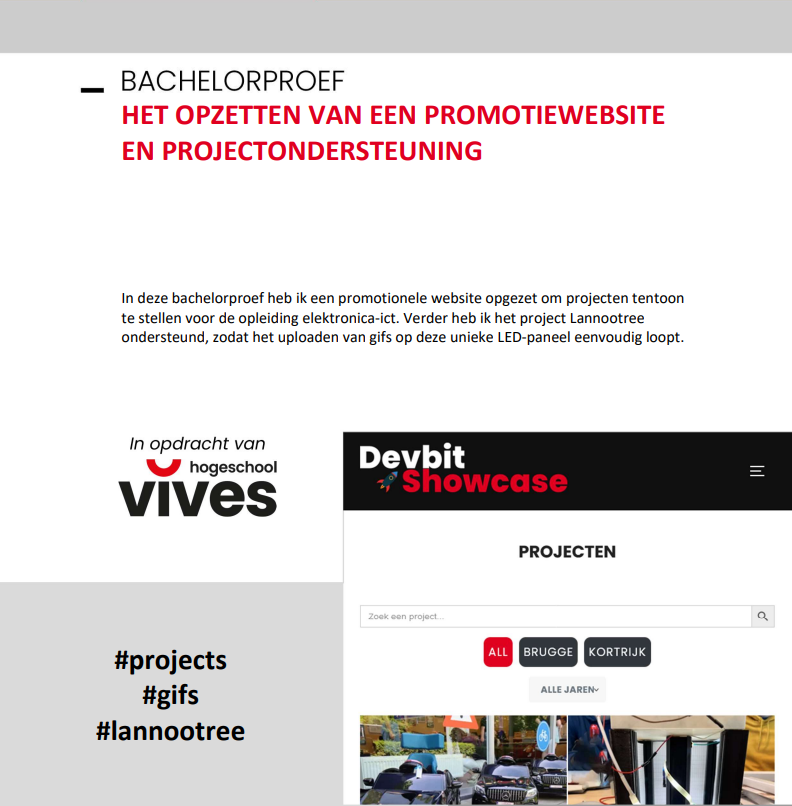 BACHELORPROEF
HET OPZETTEN VAN EEN PROMOTIEWEBSITE
EN PROJECTONDERSTEUNING
In deze bachelorproef heb ik een promotionele website opgezet om projecten tentoon
te stellen voor de opleiding elektronica-ict. Verder heb ik het project Lannootree
ondersteund, zodat het uploaden van gifs op deze unieke LED-paneel eenvoudig loopt.
In opdracht van
hogeschool
vives
#projects
#gifs
#lannootree
Devbit
Showcase
PROJECTEN
Zoek een project...
ALL BRUGGE KORTRIJK
ALLE JAREN